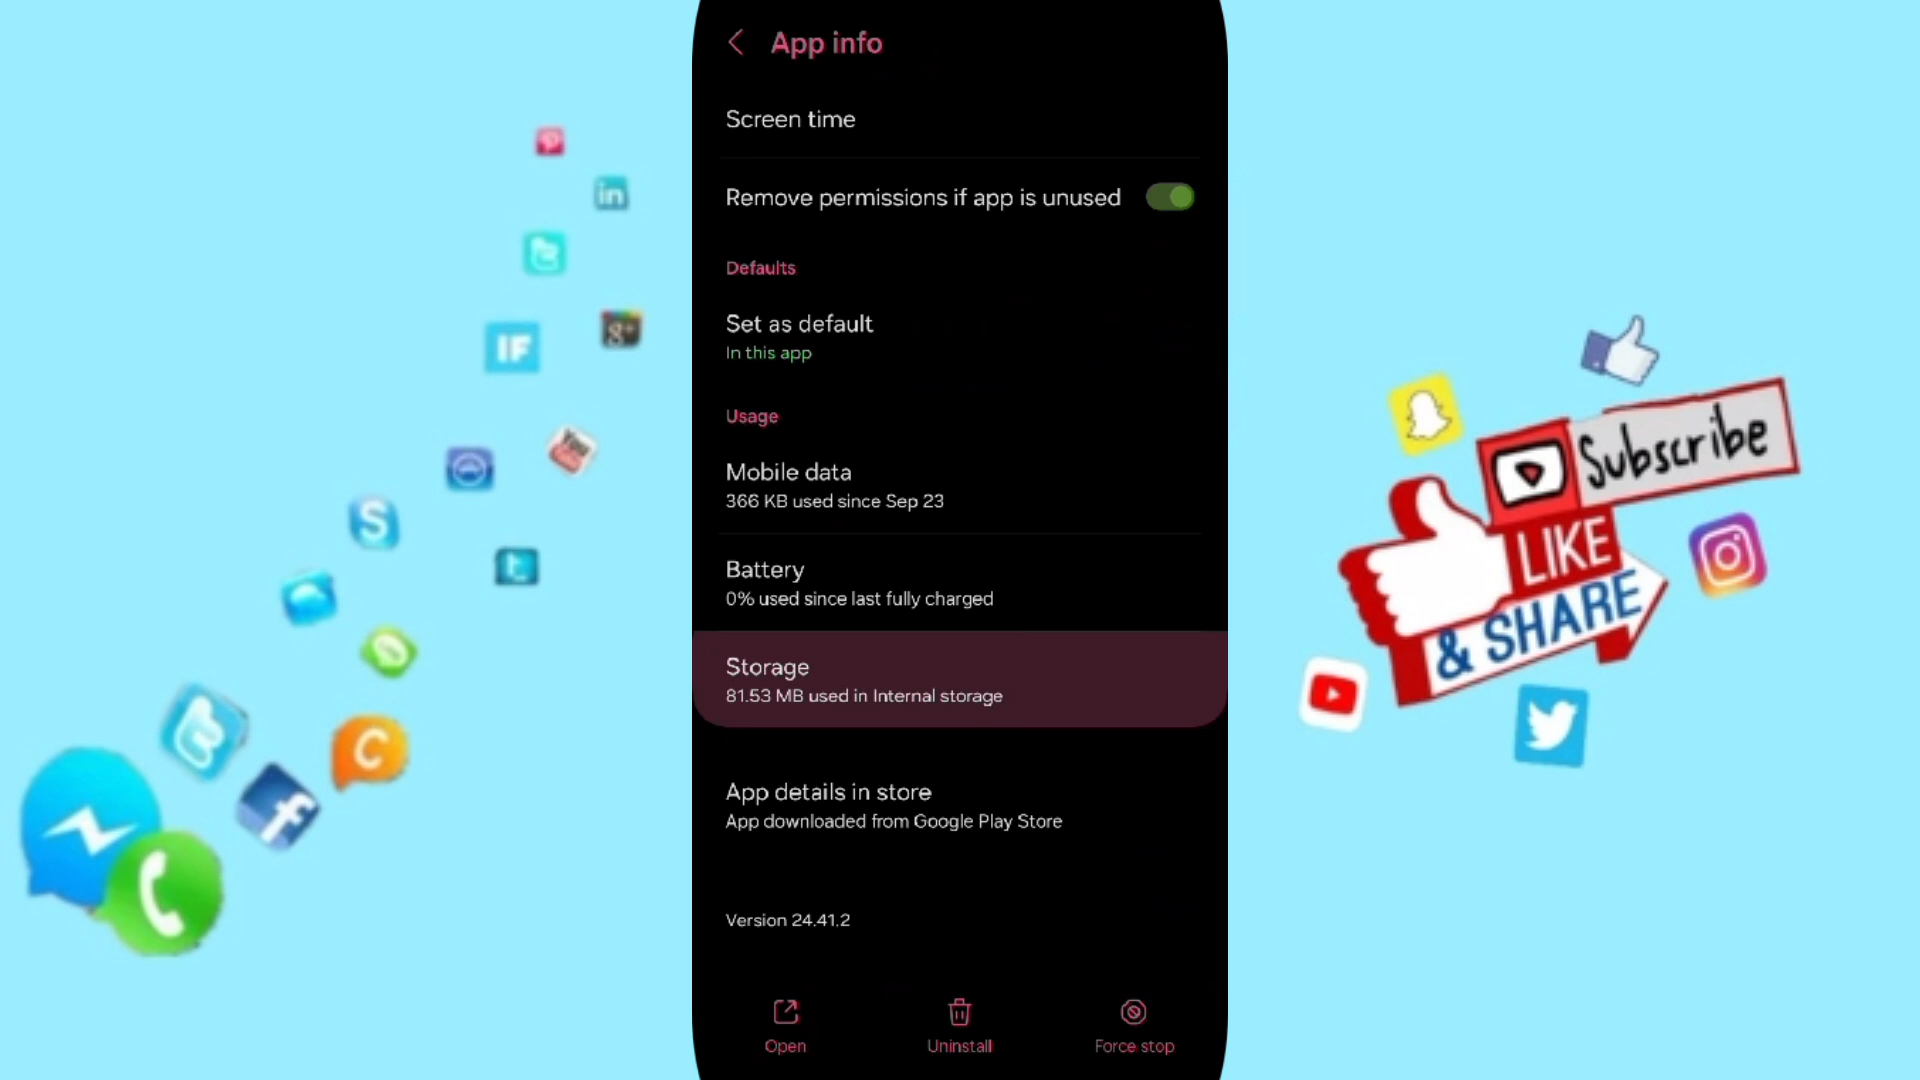 App info
Screen time
Remove permissions if app is unused
Defaults
Set as default
In this app
Usage
Mobile data
366 KB used since Sep 23
Battery
0% used since last fully charged
Storage
81.53 MB used in Internal storage
App details in store
App downloaded from Google Play Store
Version 24.41.2
Open
Uninstall
Force stop
in
IF
g+
You
S
t
C
f
Subscribe
LIKE
& SHARE